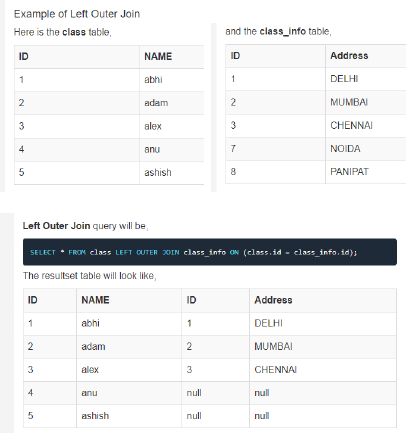 Example of Left Outer Join
Here is the class table,
ID NAME
1 abhi
2 adam
3 alex
4 anu
5 ashish
and the class_info table,
ID Address
1 DELHI
2 MUMBAI
3 CHENNAI
7 NOIDA
8 PANIPAT
Left Outer Join query will be,
SELECT * FROM class LEFT OUTER JOIN class_info ON (class.id = class_info.id);
The resultset table will look like,
ID NAME ID Address
1 abhi 1 DELHI
2 adam 2 MUMBAI
3 alex 3 CHENNAI
4 anu null null
5 ashish null null